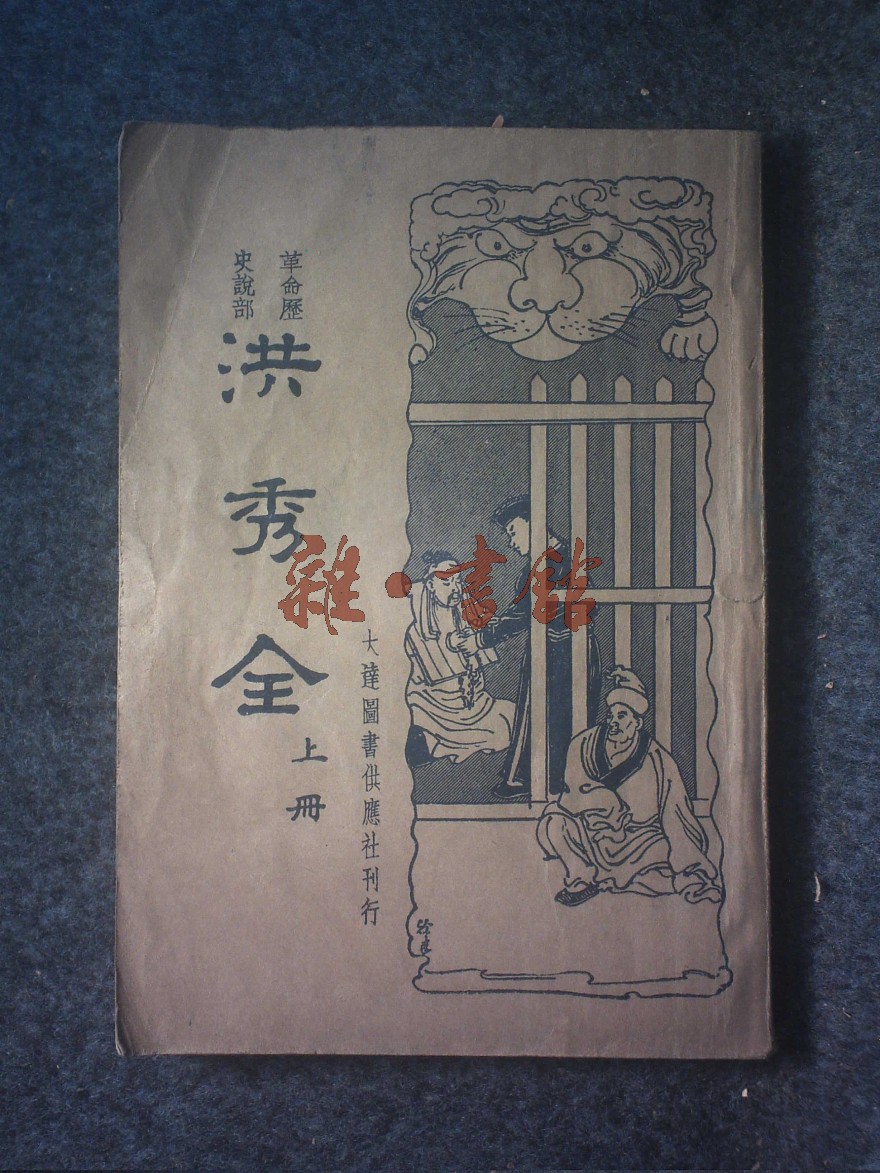 革命歷
史說部
洪秀全
上冊
大達圖書供應社刊行
雜·書館